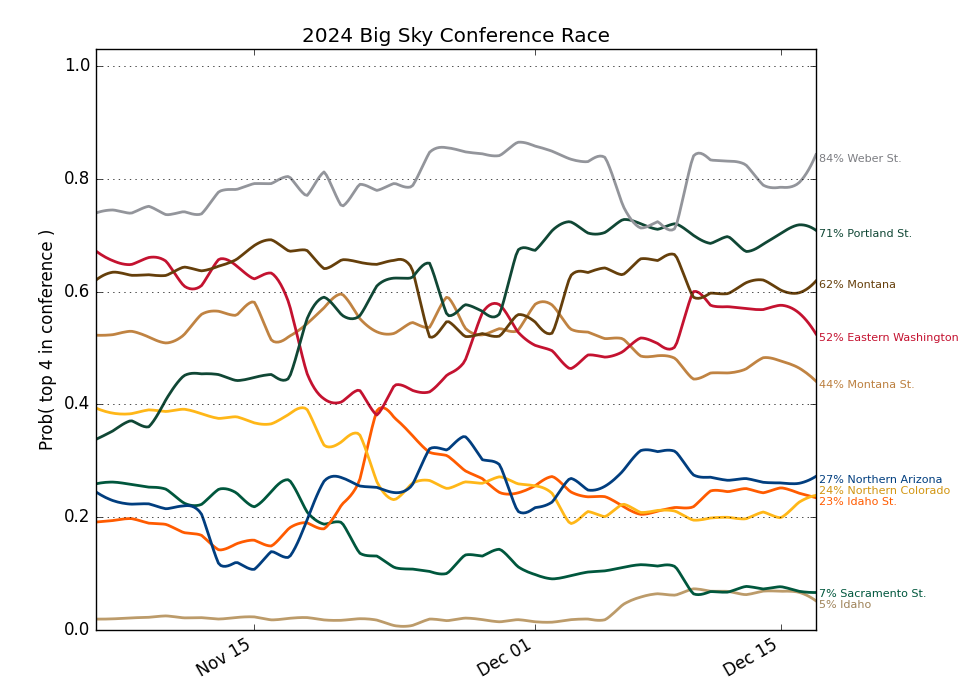 2024 Big Sky Conference Race
Prob( top 4 in conference )
1.0
0.8
0.6
0.4
0.2
0.0
Nov 15
Dec 01
Dec 15
84% Weber St.
71% Portland St.
62% Montana
52% Eastern Washington
44% Montana St.
27% Northern Arizona
24% Northern Colorado
23% Idaho St.
7% Sacramento St.
5% Idaho